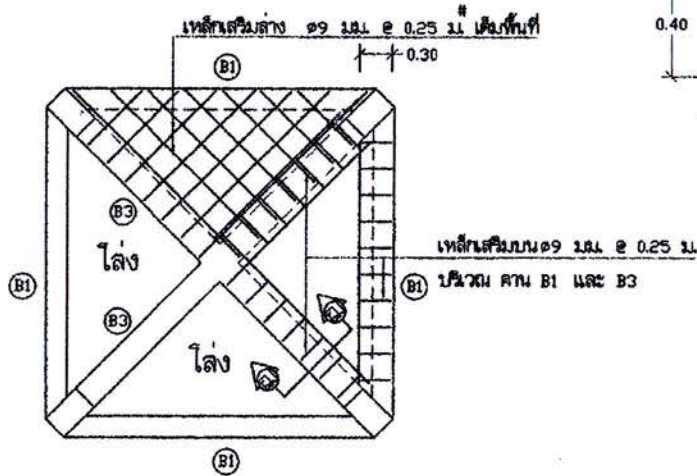 เหล็กเสริมล่าง ø9 มม. @ 0.25 ม.# เต็มพื้นที่
0.40
0.30
B1
B3
โล่ง
B1
เหล็กเสริมบน ø9 มม. @ 0.25 ม.
B1 บริเวณ คาน B1 และ B3
B3
โล่ง
B1